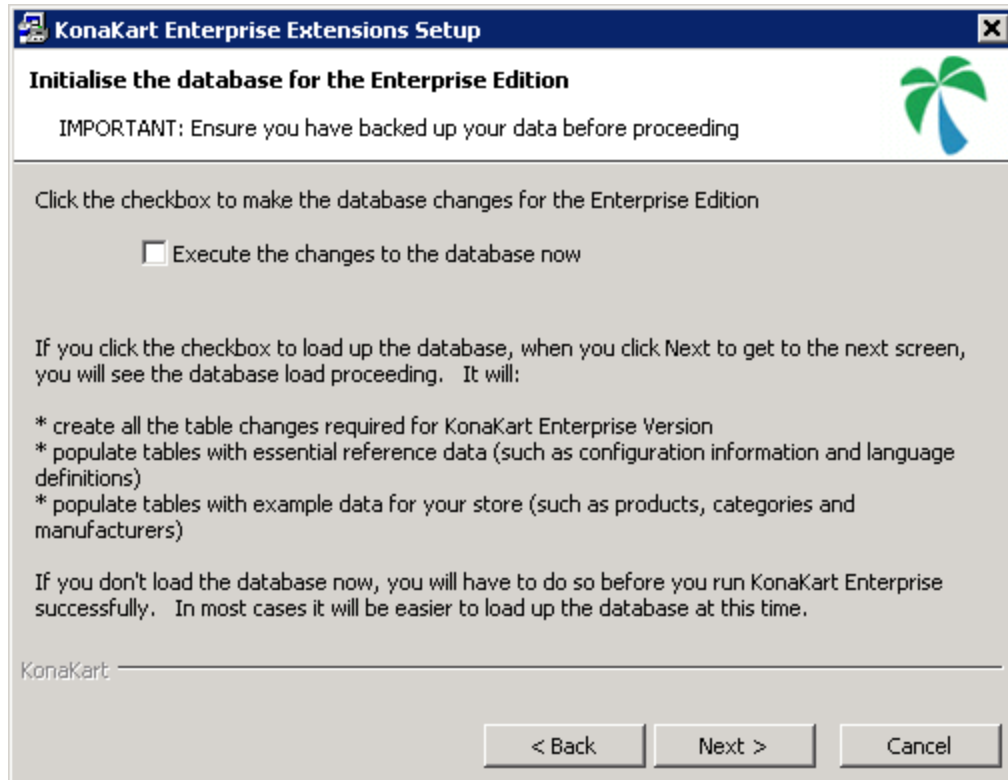 KonaKart Enterprise Extensions Setup
Initialise the database for the Enterprise Edition
IMPORTANT: Ensure you have backed up your data before proceeding
Click the checkbox to make the database changes for the Enterprise Edition
Execute the changes to the database now
If you click the checkbox to load up the database, when you click Next to get to the next screen,
you will see the database load proceeding.   It will:
* create all the table changes required for KonaKart Enterprise Version
* populate tables with essential reference data (such as configuration information and language
definitions)
* populate tables with example data for your store (such as products, categories and
manufacturers)
If you don't load the database now, you will have to do so before you run KonaKart Enterprise
successfully.   In most cases it will be easier to load up the database at this time.
KonaKart
< Back
Next >
Cancel